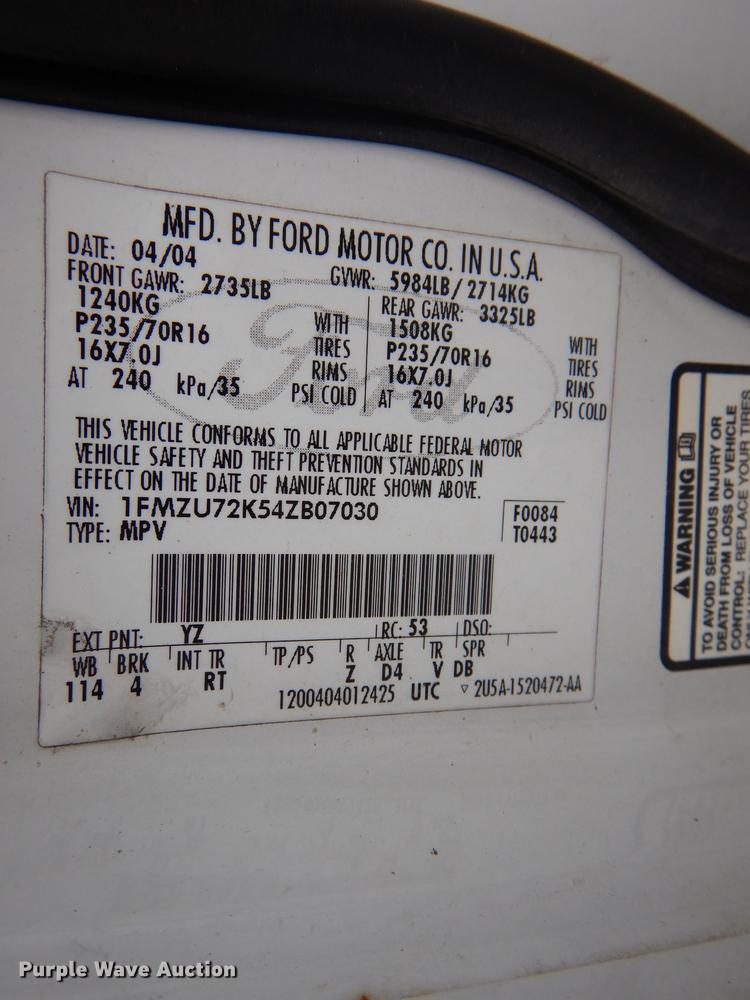 MFD. BY FORD MOTOR CO. IN U.S.A.
DATE: 04/04
GVWR: 5984LB/ 2714KG
FRONT GAWR: 2735LB
REAR GAWR: 3325LB
1240KG
1508KG
P235/70R16 WITH TIRES
P235/70R16 WITH TIRES
16X7.0J RIMS
16X7.0J RIMS
AT 240 kPa/35 PSI COLD
AT 240 kPa/35 PSI COLD
Ford
THIS VEHICLE CONFORMS TO ALL APPLICABLE FEDERAL MOTOR
VEHICLE SAFETY AND THEFT PREVENTION STANDARDS IN
EFFECT ON THE DATE OF MANUFACTURE SHOWN ABOVE.
VIN: 1FMZU72K54ZB07030
F0084
TYPE: MPV
T0443
EXT PNT: YZ RC: 53 DSO:
WB BRK INT TR TP/PS R AXLE TR SPR
114 4 RT Z D4 V DB
1200404012425 UTC ▽ 2U5A-1520472-AA
WARNING
TO AVOID SERIOUS INJURY OR
DEATH FROM LOSS OF VEHICLE
CONTROL: REPLACE YOUR TIRES
Purple Wave Auction